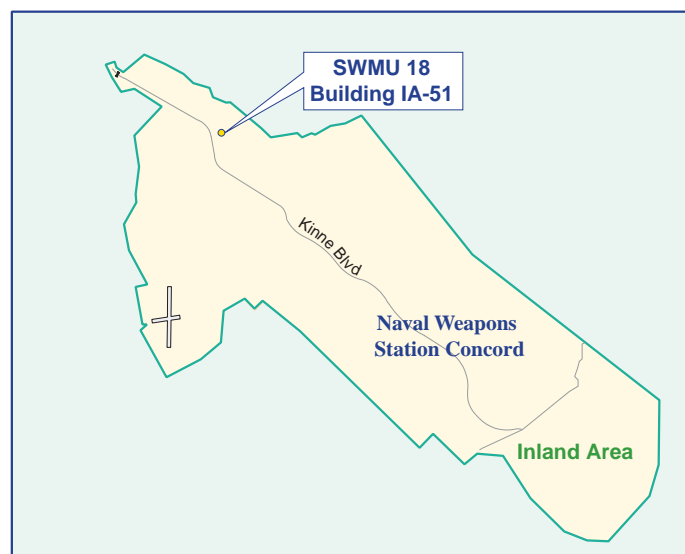 SWMU 18
Building IA-51
Kinne Blvd
Naval Weapons
Station Concord
Inland Area